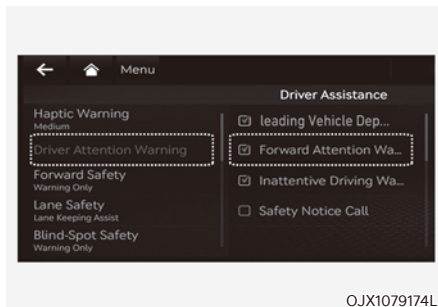 Menu
Driver Assistance
Haptic Warning
Medium
Driver Attention Warning
Forward Safety
Warning Only
Lane Safety
Lane Keeping Assist
Blind-Spot Safety
Warning Only
leading Vehicle Dep...
Forward Attention Wa...
Inattentive Driving Wa...
Safety Notice Call
OJX1079174L